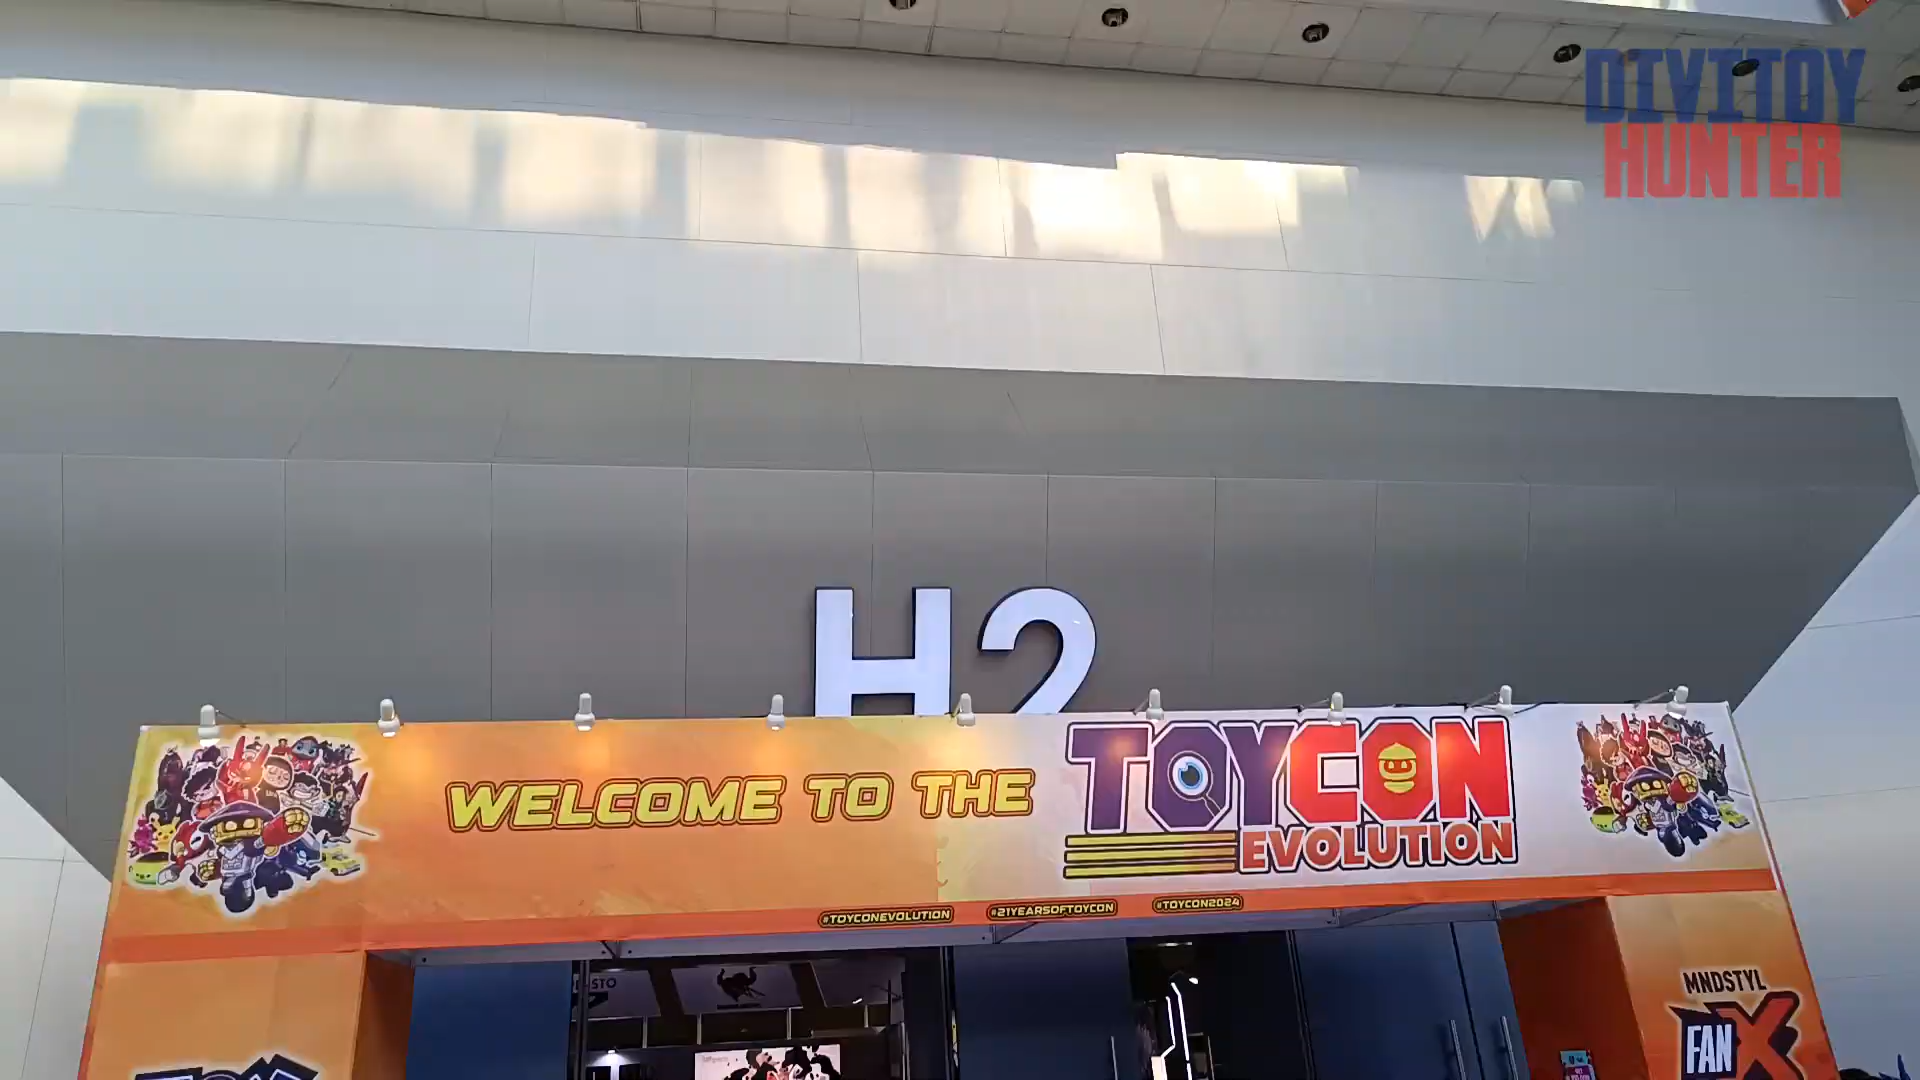 DIVITOY
HUNTER
H2
WELCOME TO THE
TOYCON
EVOLUTION
#TOYCONEVOLUTION
#21YEARSOFTOYCON
#TOYCON2024
MNDSTYL
FAN X